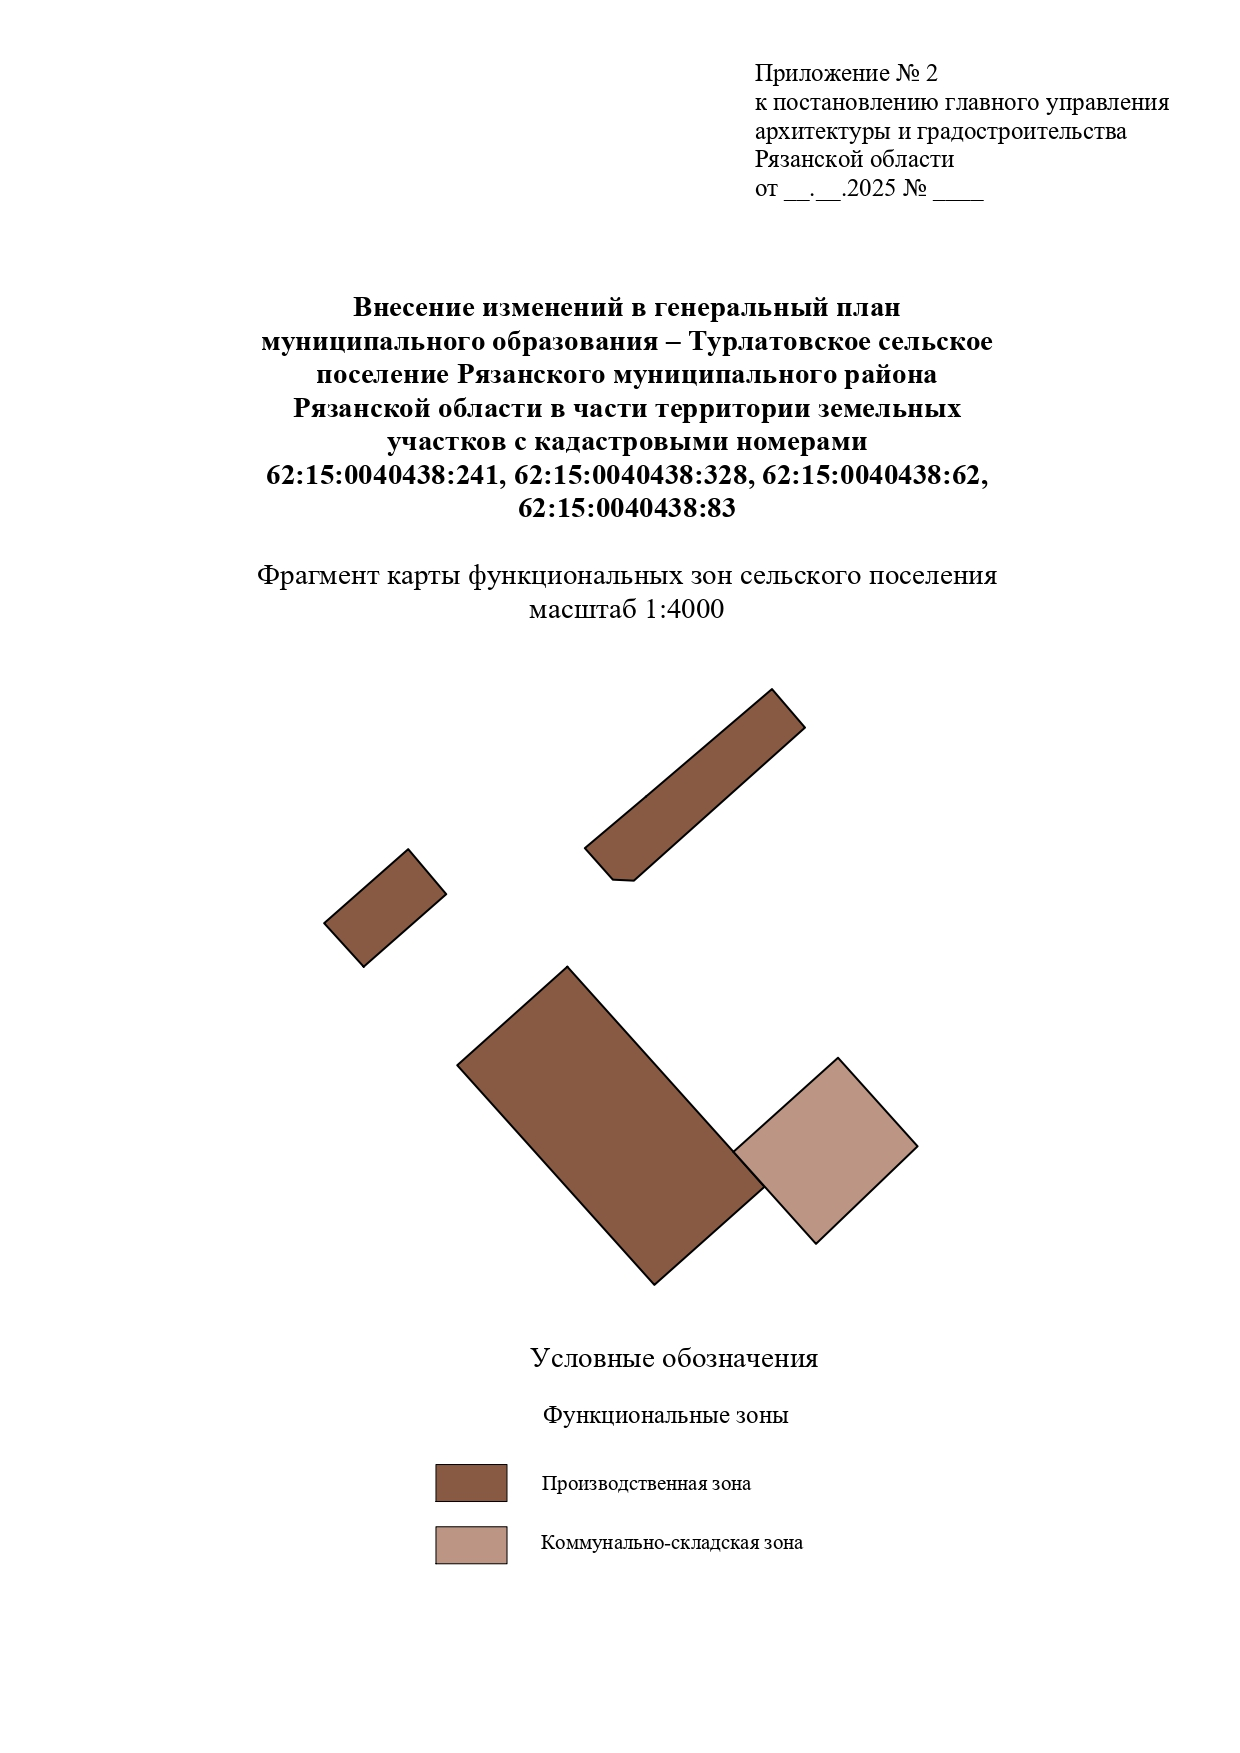 Приложение № 2
к постановлению главного управления
архитектуры и градостроительства
Рязанской области
от __.__.2025 № ____
Внесение изменений в генеральный план
муниципального образования – Турлатовское сельское
поселение Рязанского муниципального района
Рязанской области в части территории земельных
участков с кадастровыми номерами
62:15:0040438:241, 62:15:0040438:328, 62:15:0040438:62,
62:15:0040438:83
Фрагмент карты функциональных зон сельского поселения
масштаб 1:4000
Условные обозначения
Функциональные зоны
Производственная зона
Коммунально-складская зона